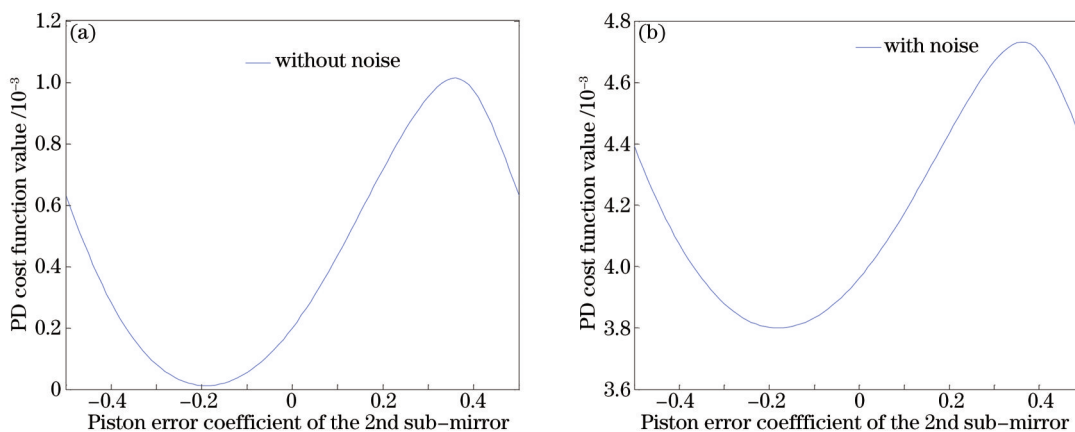 (a)
without noise
1.2
1.0
0.8
0.6
0.4
0.2
0
PD cost function value /10⁻³
−0.4 −0.2 0 0.2 0.4
Piston error coefficient of the 2nd sub−mirror
(b)
with noise
4.8
4.6
4.4
4.2
4.0
3.8
3.6
PD cost function value /10⁻³
−0.4 −0.2 0 0.2 0.4
Piston error coeffficient of the 2nd sub−mirror